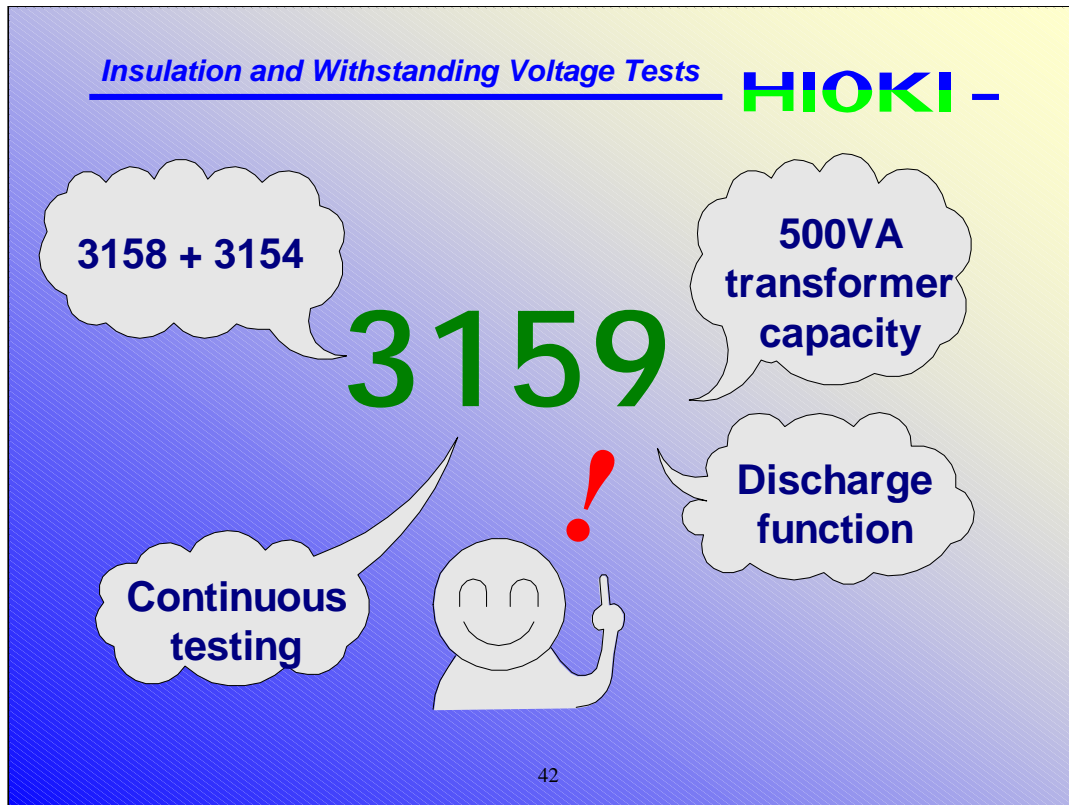 Insulation and Withstanding Voltage Tests
HIOKI
3158 + 3154
500VA
transformer
capacity
3159
!
Discharge
function
Continuous
testing
42